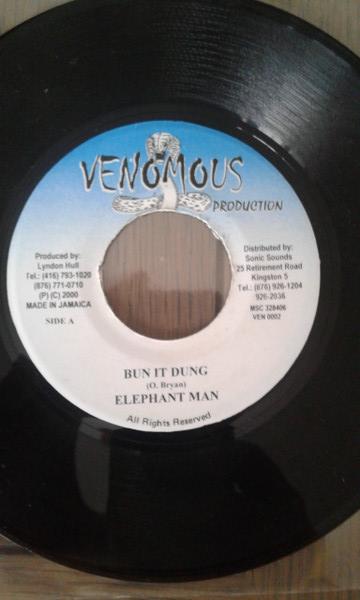 VENOMOUS
PRODUCTION
Produced by:
Lyndon Hull
Tel.: (416) 793-1020
(876) 771-0710
(P) (C) 2000
MADE IN JAMAICA
SIDE A
Distributed by:
Sonic Sounds
25 Retirement Road
Kingston 5
Tel.: (876) 926-1204
926-2036
MSC 328406
VEN 0002
BUN IT DUNG
(O. Bryan)
ELEPHANT MAN
All Rights Reserved